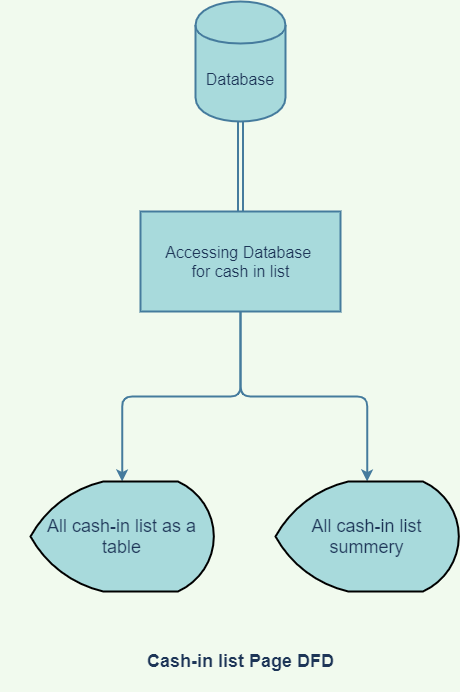 Database
Accessing Database
for cash in list
All cash-in list as a
table
All cash-in list
summery
Cash-in list Page DFD